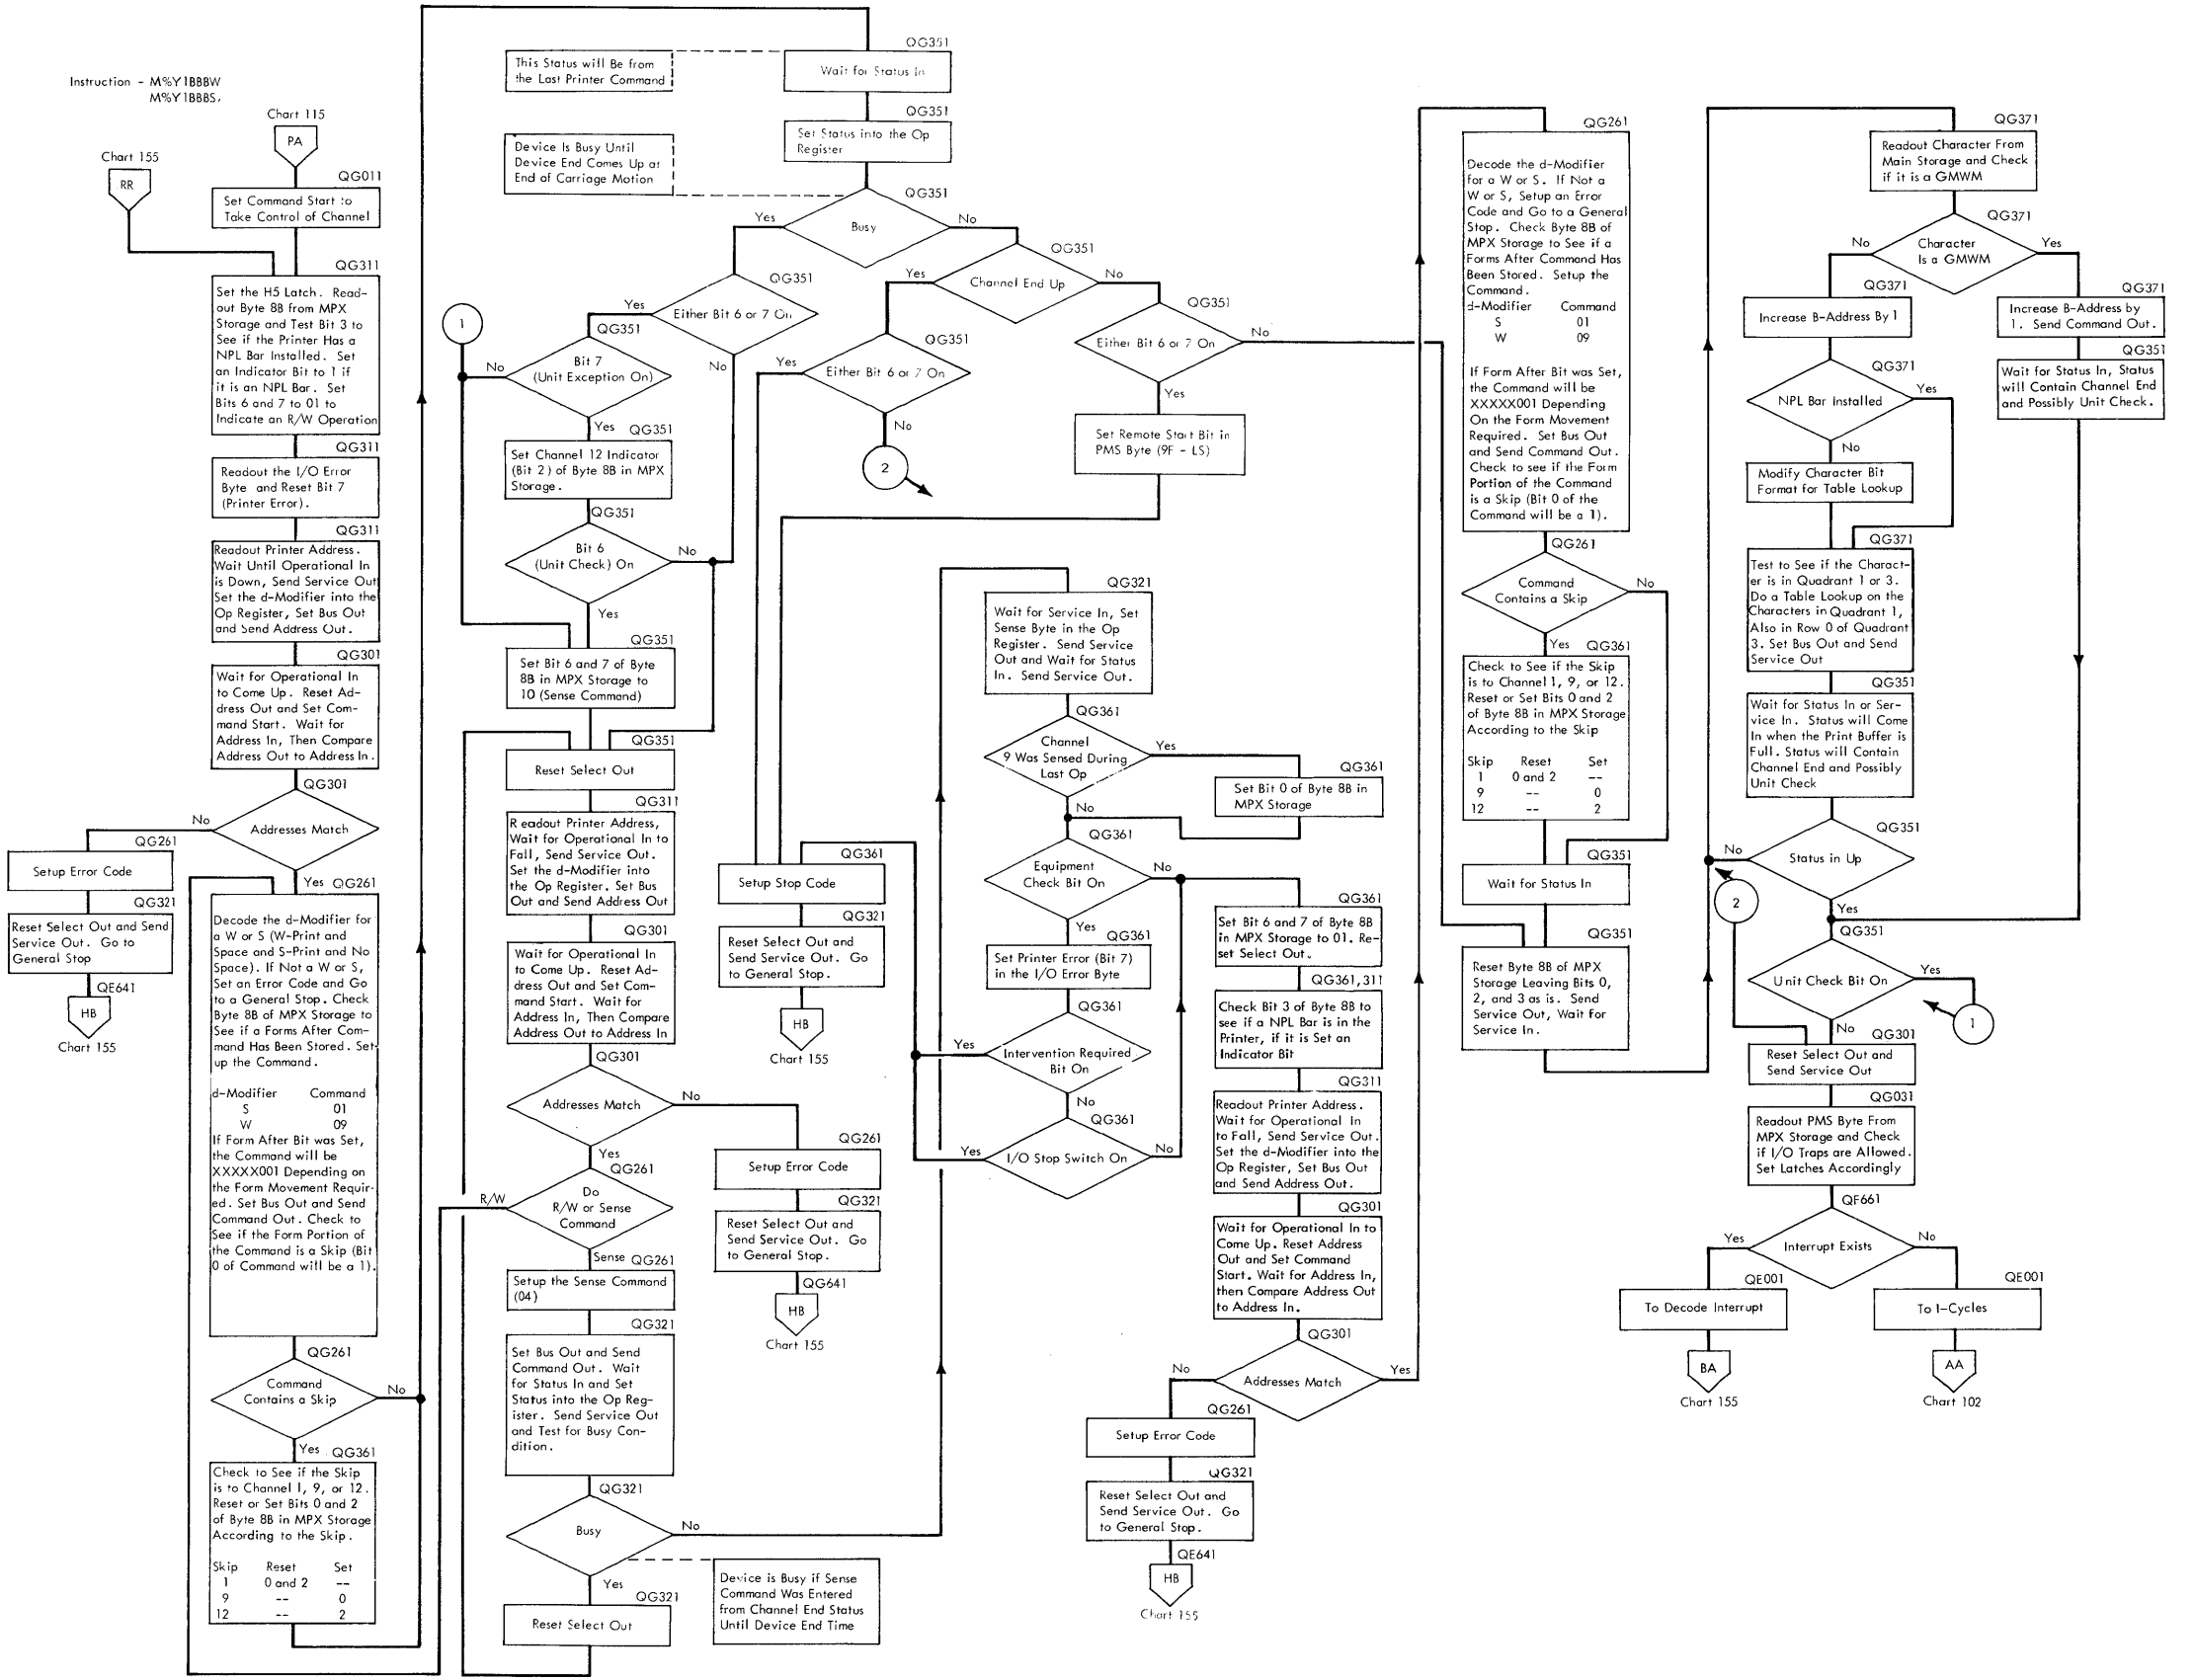 Instruction - M%Y1BBBW
M%Y1BBBS,
Chart 115
PA
Chart 155
RR
QG011
Set Command Start to
Take Control of Channel
QG311
Set the H5 Latch. Read-
out Byte 8B from MPX
Storage and Test Bit 3 to
See if the Printer Has a
NPL Bar Installed. Set
an Indicator Bit to 1 if
it is an NPL Bar. Set
Bits 6 and 7 to 01 to
Indicate an R/W Operation
QG311
Readout the I/O Error
Byte and Reset Bit 7
(Printer Error).
QG311
Readout Printer Address.
Wait Until Operational In
is Down, Send Service Out
Set the d-Modifier into the
Op Register, Set Bus Out
and Send Address Out.
QG301
Wait for Operational In
to Come Up. Reset Ad-
dress Out and Set Com-
mand Start. Wait for
Address In, Then Compare
Address Out to Address In.
QG301
Addresses Match
No
QG261
Setup Error Code
QG321
Reset Select Out and Send
Service Out. Go to
General Stop
QE641
HB
Chart 155
Yes
QG261
Decode the d-Modifier for
a W or S (W-Print and
Space and S-Print and No
Space). If Not a W or S,
Set an Error Code and Go
to a General Stop. Check
Byte 8B of MPX Storage to
See if a Forms After Com-
mand Has Been Stored. Set-
up the Command.
d-Modifier Command
S 01
W 09
If Form After Bit was Set,
the Command will be
XXXXX001 Depending on
the Form Movement Requir-
ed. Set Bus Out and Send
Command Out. Check to
See if the Form Portion of
the Command is a Skip (Bit
0 of Command will be a 1).
QG261
Command
Contains a Skip
No
Yes
QG361
Check to See if the Skip
is to Channel 1, 9, or 12.
Reset or Set Bits 0 and 2
of Byte 8B in MPX Storage
According to the Skip.
Skip Reset Set
1 0 and 2 --
9 -- 0
12 -- 2
QG351
This Status will Be from
the Last Printer Command
Wait for Status In
QG351
Set Status into the Op
Register
Device Is Busy Until
Device End Comes Up at
End of Carriage Motion
QG351
Busy
Yes
No
QG351
Either Bit 6 or 7 On
Yes
No
1
QG351
Bit 7
(Unit Exception On)
No
Yes
QG351
Set Channel 12 Indicator
(Bit 2) of Byte 8B in MPX
Storage.
QG351
Bit 6
(Unit Check) On
No
Yes
QG351
Set Bit 6 and 7 of Byte
8B in MPX Storage to
10 (Sense Command)
QG351
Reset Select Out
QG311
Readout Printer Address,
Wait for Operational In to
Fall, Send Service Out.
Set the d-Modifier into
the Op Register. Set Bus
Out and Send Address Out
QG301
Wait for Operational In
to Come Up. Reset Ad-
dress Out and Set Com-
mand Start. Wait for
Address In, Then Compare
Address Out to Address In
QG301
Addresses Match
No
Yes
QG261
Setup Error Code
QG321
Reset Select Out and
Send Service Out. Go
to General Stop.
QG641
HB
Chart 155
QG261
Do
R/W or Sense
Command
R/W
Sense
QG261
Setup the Sense Command
(04)
QG321
Set Bus Out and Send
Command Out. Wait
for Status In and Set
Status into the Op Reg-
ister. Send Service Out
and Test for Busy Con-
dition.
QG321
Busy
No
Yes
Device is Busy if Sense
Command Was Entered
from Channel End Status
Until Device End Time
QG321
Reset Select Out
QG351
Channel End Up
Yes
No
QG351
Either Bit 6 or 7 On
Yes
No
2
QG351
Either Bit 6 or 7 On
No
Yes
Set Remote Start Bit in
PMS Byte (9F - LS)
QG361
Setup Stop Code
QG321
Reset Select Out and
Send Service Out. Go
to General Stop.
HB
Chart 155
QG321
Wait for Service In, Set
Sense Byte in the Op
Register. Send Service
Out and Wait for Status
In. Send Service Out.
QG361
Channel
9 Was Sensed During
Last Op
Yes
No
QG361
Set Bit 0 of Byte 8B in
MPX Storage
QG361
Equipment
Check Bit On
No
Yes
QG361
Set Printer Error (Bit 7)
in the I/O Error Byte
QG361
Intervention Required
Bit On
Yes
No
QG361
I/O Stop Switch On
Yes
No
QG361
Set Bit 6 and 7 of Byte 8B
in MPX Storage to 01. Re-
set Select Out.
QG361,311
Check Bit 3 of Byte 8B to
see if a NPL Bar is in the
Printer, if it is Set an
Indicator Bit
QG311
Readout Printer Address.
Wait for Operational In
to Fall, Send Service Out.
Set the d-Modifier into the
Op Register, Set Bus Out
and Send Address Out.
QG301
Wait for Operational In to
Come Up. Reset Address
Out and Set Command
Start. Wait for Address In,
then Compare Address Out
to Address In.
QG301
Addresses Match
No
Yes
QG261
Setup Error Code
QG321
Reset Select Out and
Send Service Out. Go
to General Stop.
QE641
HB
Chart 155
QG261
Decode the d-Modifier
for a W or S. If Not a
W or S, Setup an Error
Code and Go to a General
Stop. Check Byte 8B of
MPX Storage to See if a
Forms After Command Has
Been Stored. Setup the
Command.
d-Modifier Command
S 01
W 09
If Form After Bit was Set,
the Command will be
XXXXX001 Depending
On the Form Movement
Required. Set Bus Out
and Send Command Out.
Check to see if the Form
Portion of the Command
is a Skip (Bit 0 of the
Command will be a 1).
QG261
Command
Contains a Skip
No
Yes
QG361
Check to See if the Skip
is to Channel 1, 9, or 12.
Reset or Set Bits 0 and 2
of Byte 8B in MPX Storage
According to the Skip
Skip Reset Set
1 0 and 2 --
9 -- 0
12 -- 2
QG351
Wait for Status In
QG351
Reset Byte 8B of MPX
Storage Leaving Bits 0,
2, and 3 as is. Send
Service Out, Wait for
Service In.
QG371
Readout Character From
Main Storage and Check
if it is a GMWM
QG371
Character
Is a GMWM
No
Yes
QG371
Increase B-Address By 1
QG371
Increase B-Address by
1. Send Command Out.
QG351
Wait for Status In, Status
will Contain Channel End
and Possibly Unit Check.
QG371
NPL Bar Installed
Yes
No
Modify Character Bit
Format for Table Lookup
QG371
Test to See if the Charact-
er is in Quadrant 1 or 3.
Do a Table Lookup on the
Characters in Quadrant 1,
Also in Row 0 of Quadrant
3. Set Bus Out and Send
Service Out
QG351
Wait for Status In or Ser-
vice In. Status will Come
In when the Print Buffer is
Full. Status will Contain
Channel End and Possibly
Unit Check
QG351
Status in Up
No
Yes
2
QG351
Unit Check Bit On
Yes
No
1
QG301
Reset Select Out and
Send Service Out
QG031
Readout PMS Byte From
MPX Storage and Check
if I/O Traps are Allowed.
Set Latches Accordingly
QF661
Interrupt Exists
Yes
No
QE001
To Decode Interrupt
BA
Chart 155
QE001
To I-Cycles
AA
Chart 102